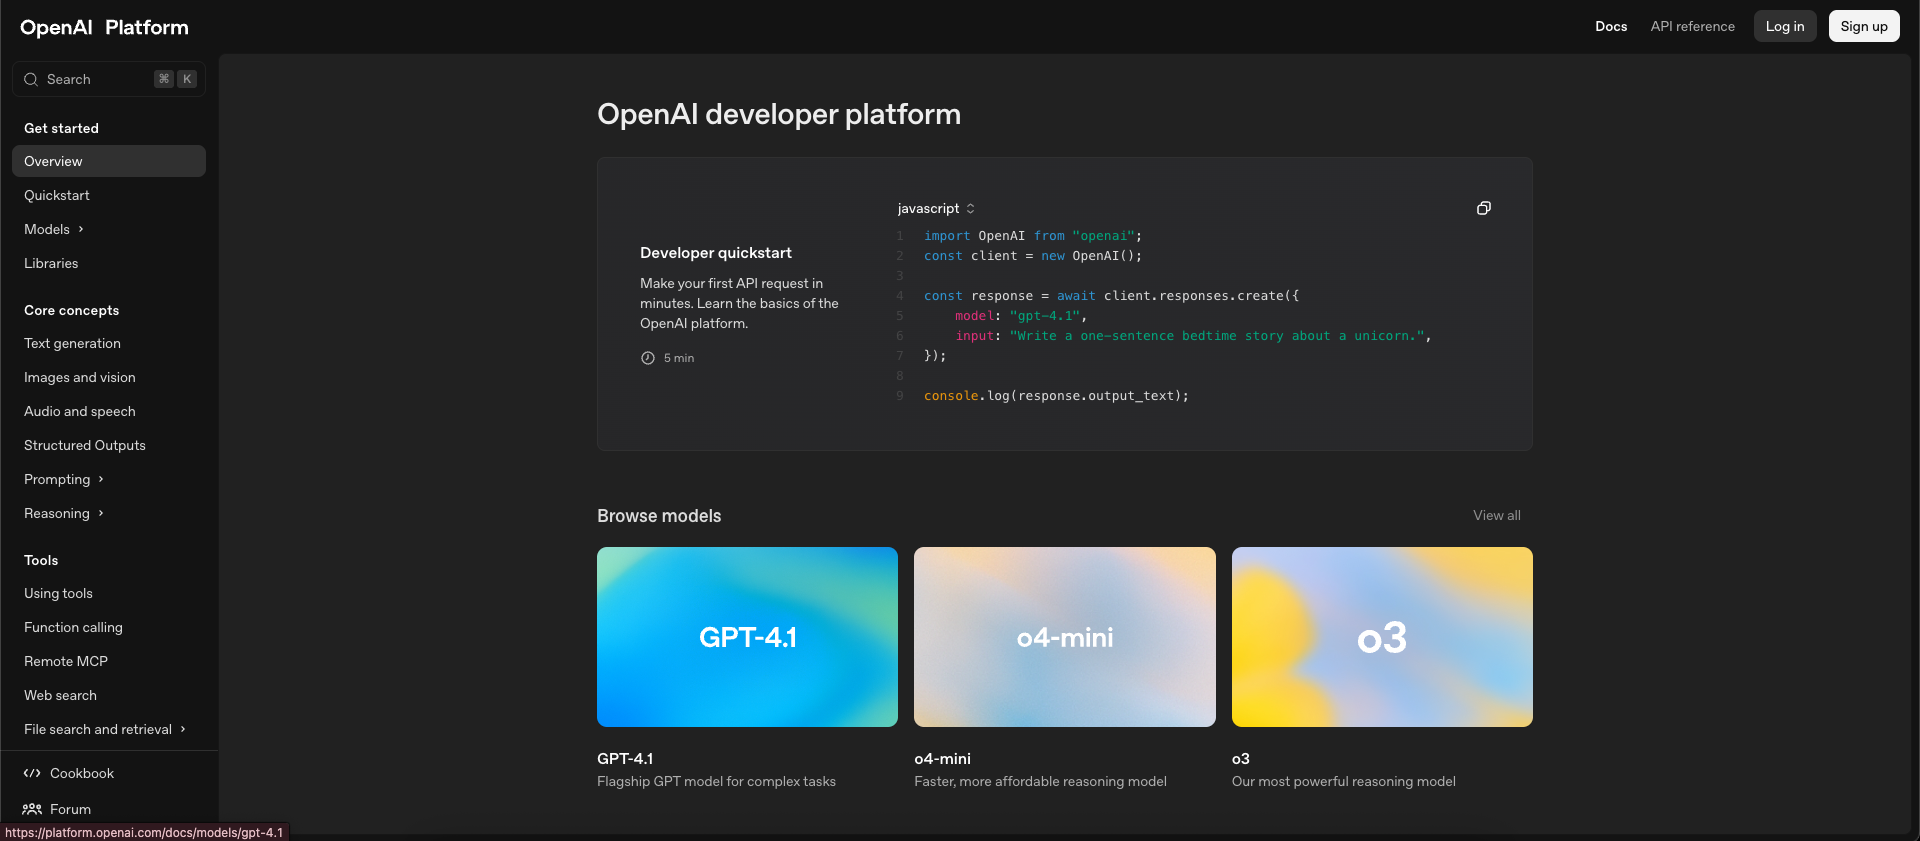 OpenAI Platform
Docs
API reference
Log in
Sign up
Search
⌘ K
Get started
Overview
Quickstart
Models
Libraries
Core concepts
Text generation
Images and vision
Audio and speech
Structured Outputs
Prompting
Reasoning
Tools
Using tools
Function calling
Remote MCP
Web search
File search and retrieval
Cookbook
Forum
https://platform.openai.com/docs/models/gpt-4.1
OpenAI developer platform
Developer quickstart
Make your first API request in
minutes. Learn the basics of the
OpenAI platform.
5 min
javascript
1 import OpenAI from "openai";
2 const client = new OpenAI();
3
4 const response = await client.responses.create({
5     model: "gpt-4.1",
6     input: "Write a one-sentence bedtime story about a unicorn.",
7 });
8
9 console.log(response.output_text);
Browse models
View all
GPT-4.1
GPT-4.1
Flagship GPT model for complex tasks
o4-mini
o4-mini
Faster, more affordable reasoning model
o3
o3
Our most powerful reasoning model